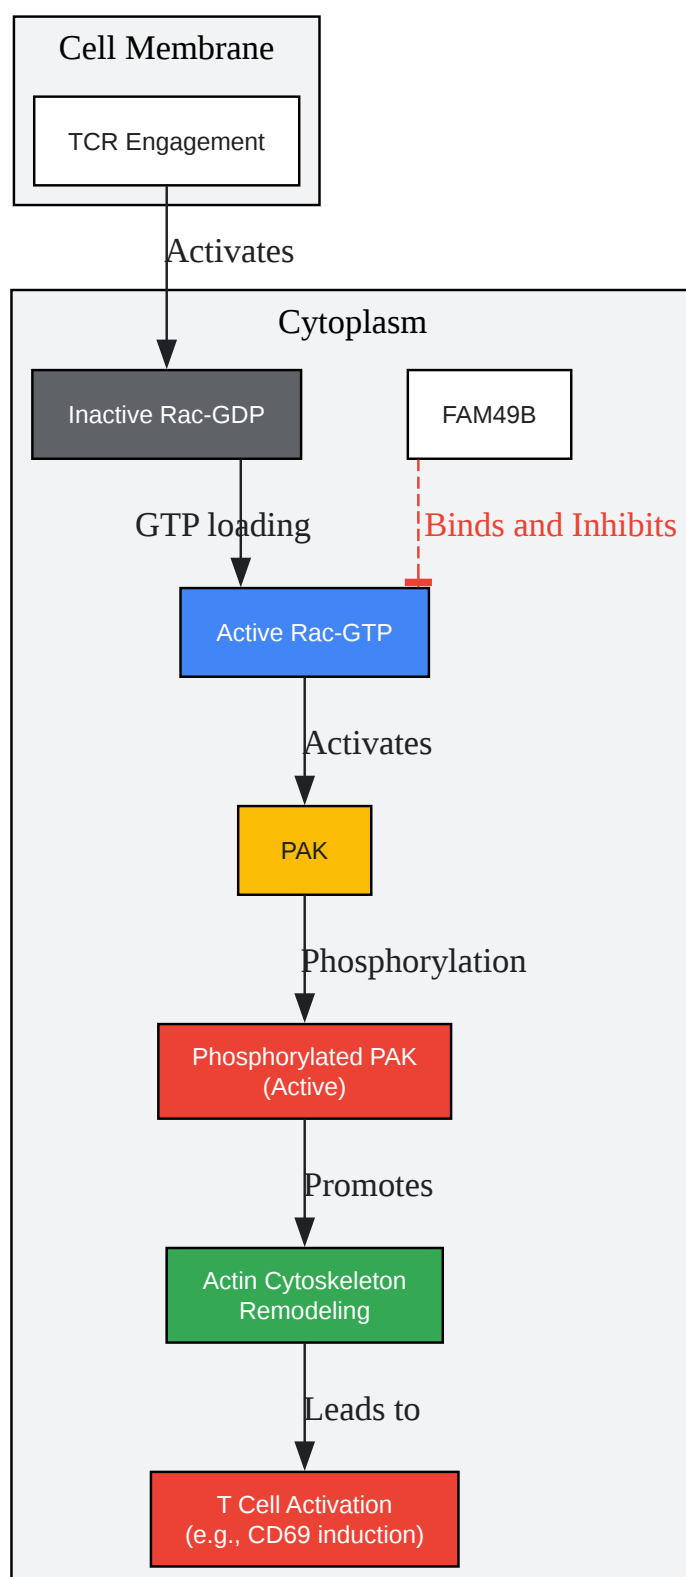 Cell Membrane
TCR Engagement
Activates
Cytoplasm
Inactive Rac-GDP
FAM49B
GTP loading
Binds and Inhibits
Active Rac-GTP
Activates
PAK
Phosphorylation
Phosphorylated PAK
(Active)
Promotes
Actin Cytoskeleton
Remodeling
Leads to
T Cell Activation
(e.g., CD69 induction)